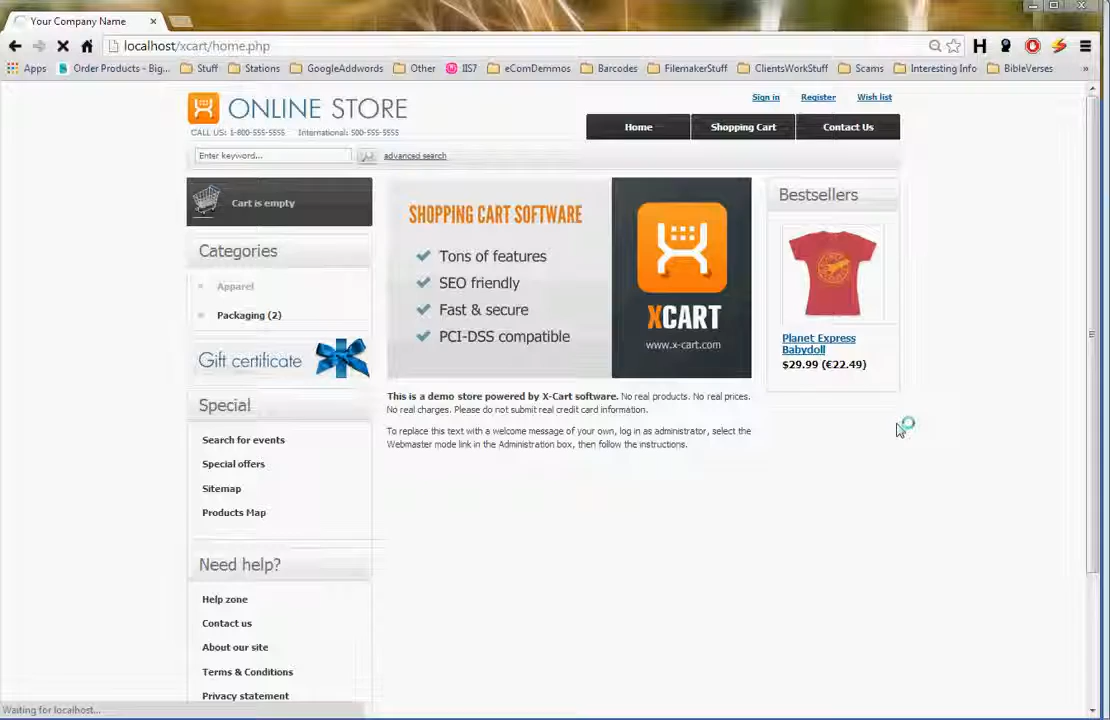 Your Company Name
localhost/xcart/home.php
Apps Order Products - Big... Stuff Stations GoogleAddwords Other IIS7 eComDemmos Barcodes FilemakerStuff ClientsWorkStuff Scams Interesting Info BibleVerses »
ONLINE STORE
CALL US: 1-800-555-5555 International: 500-555-5555
Sign in Register Wish list
Home Shopping Cart Contact Us
Enter keyword... advanced search
Cart is empty
Categories
Apparel
Packaging (2)
Gift certificate
Special
Search for events
Special offers
Sitemap
Products Map
Need help?
Help zone
Contact us
About our site
Terms & Conditions
Privacy statement
SHOPPING CART SOFTWARE
Tons of features
SEO friendly
Fast & secure
PCI-DSS compatible
XCART
www.x-cart.com
This is a demo store powered by X-Cart software. No real products. No real prices.
No real charges. Please do not submit real credit card information.
To replace this text with a welcome message of your own, log in as administrator, select the
Webmaster mode link in the Administration box, then follow the instructions.
Bestsellers
Planet Express
Babydoll
$29.99 (€22.49)
Waiting for localhost...